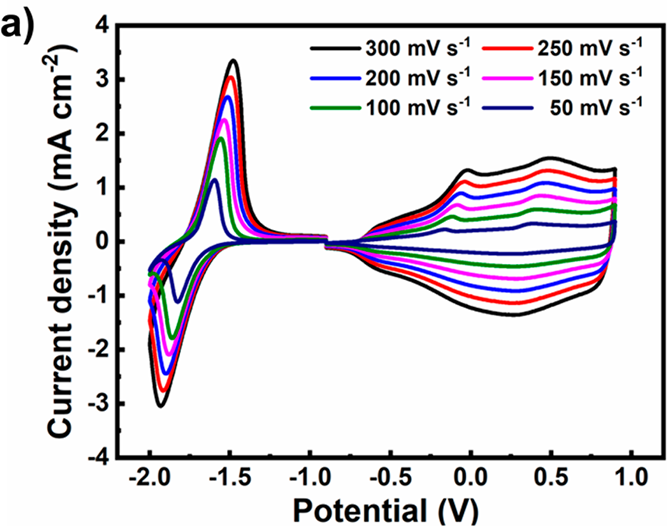 a)
300 mV s⁻¹ 250 mV s⁻¹
200 mV s⁻¹ 150 mV s⁻¹
100 mV s⁻¹ 50 mV s⁻¹
Current density (mA cm⁻²)
4
3
2
1
0
-1
-2
-3
-4
-2.0 -1.5 -1.0 -0.5 0.0 0.5 1.0
Potential (V)